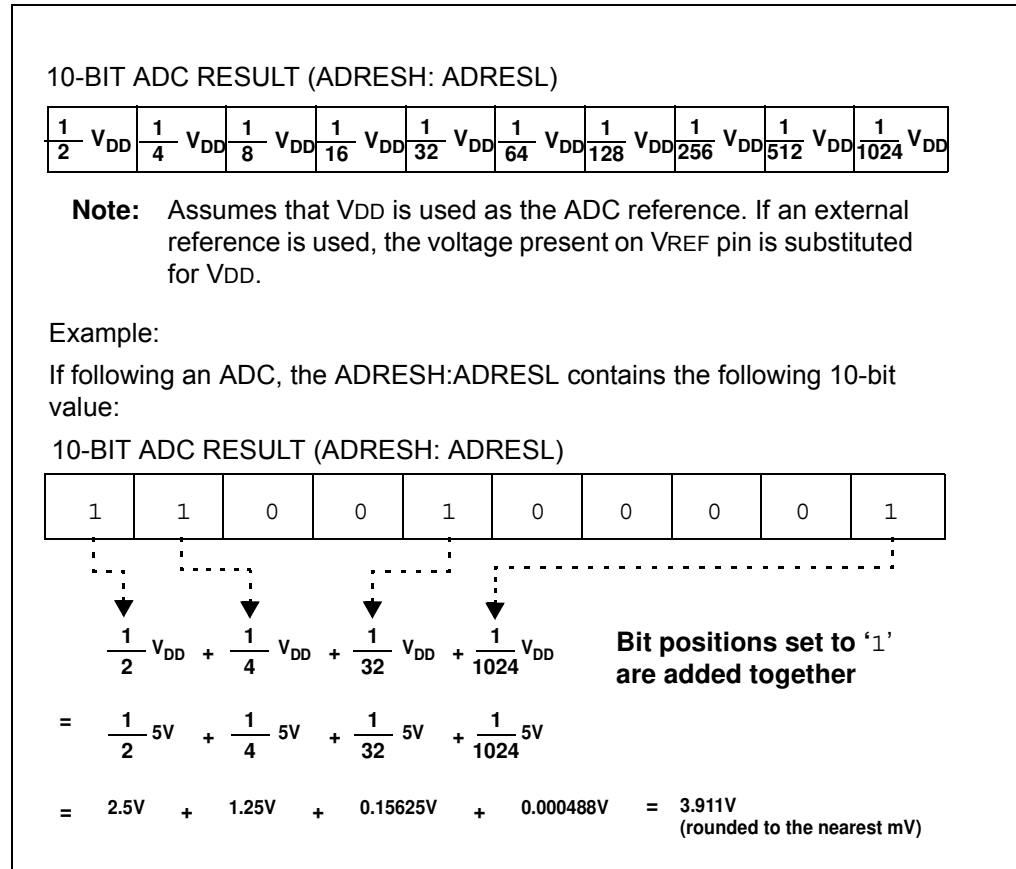 10-BIT ADC RESULT (ADRESH: ADRESL)
1/2 VDD 1/4 VDD 1/8 VDD 1/16 VDD 1/32 VDD 1/64 VDD 1/128 VDD 1/256 VDD 1/512 VDD 1/1024 VDD
Note: Assumes that VDD is used as the ADC reference. If an external
reference is used, the voltage present on VREF pin is substituted
for VDD.
Example:
If following an ADC, the ADRESH:ADRESL contains the following 10-bit
value:
10-BIT ADC RESULT (ADRESH: ADRESL)
1 1 0 0 1 0 0 0 0 1
1/2 VDD + 1/4 VDD + 1/32 VDD + 1/1024 VDD
Bit positions set to ‘1’
are added together
= 1/2 5V + 1/4 5V + 1/32 5V + 1/1024 5V
= 2.5V + 1.25V + 0.15625V + 0.000488V = 3.911V
(rounded to the nearest mV)